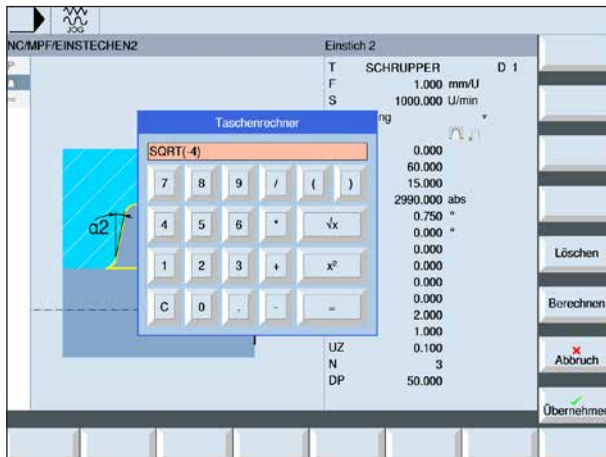 JOG
NC/MPF/EINSTECHEN2
Einstich 2
T SCHRUPPER D 1
F 1.000 mm/U
S 1000.000 U/min
ng
0.000
60.000
15.000
2990.000 abs
0.750 °
0.000 °
0.000
0.000
0.000
0.000
2.000
1.000
UZ 0.100
N 3
DP 50.000
α2
Taschenrechner
SQRT(-4)
7 8 9 / ( )
4 5 6 * √x
1 2 3 + x²
C 0 . - =
Löschen
Berechnen
Abbruch
Übernehmen